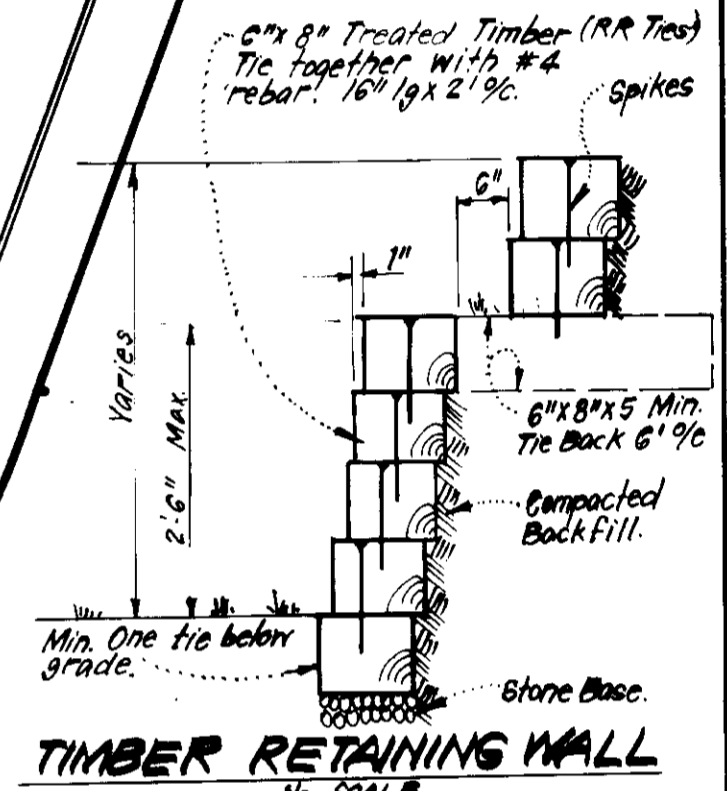 6"x 8" Treated Timber (RR Ties)
Tie together with #4
rebar! 16" lg x 2' o/c.
Spikes
6"
1"
Varies
2'-6" Max.
6"x8"x5 Min.
Tie Back 6' o/c
Compacted
Backfill.
Min. One tie below
grade.
Stone Base.
TIMBER RETAINING WALL
SCALE